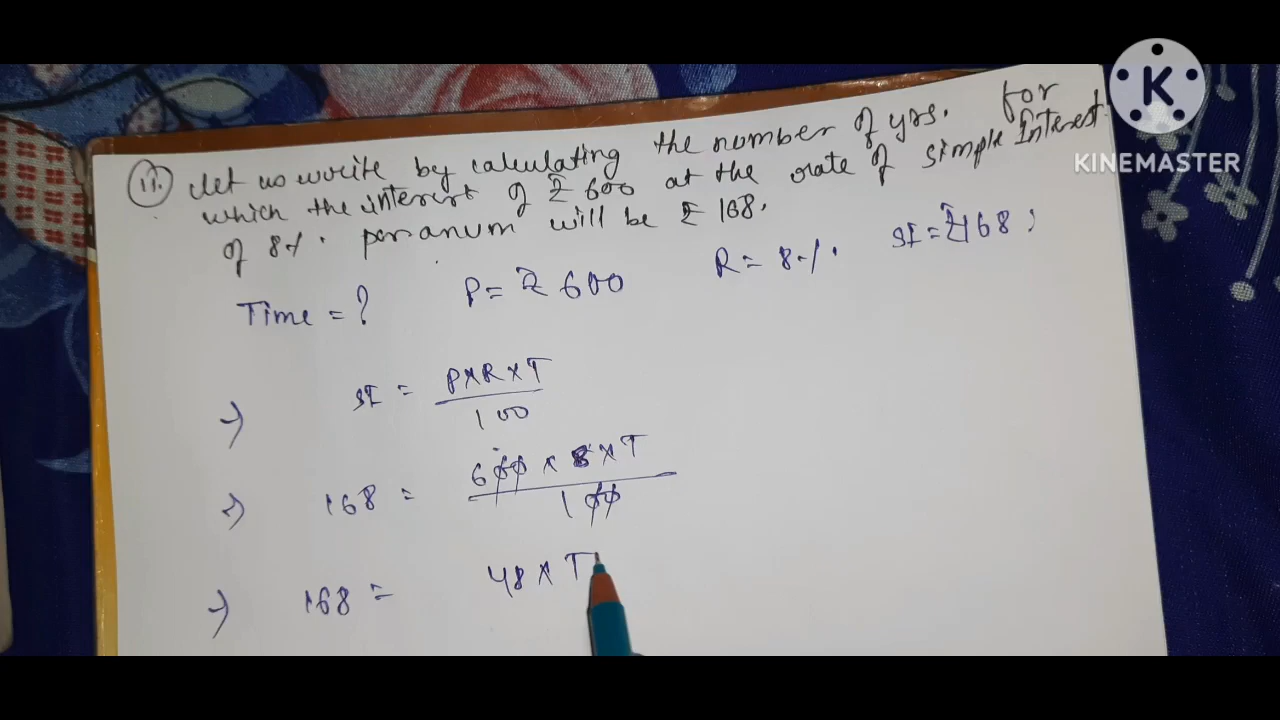 K
KINEMASTER
11. Let us write by calculating the number of yrs. for
which the interest of ₹ 600 at the rate of simple Interest
of 8% per anum will be ₹ 168.
Time = ? P = ₹ 600 R = 8% SI = ₹168;
⇒ SI = P×R×T
100
⇒ 168 = 600 × 8 × T
100
⇒ 168 = 48 × T